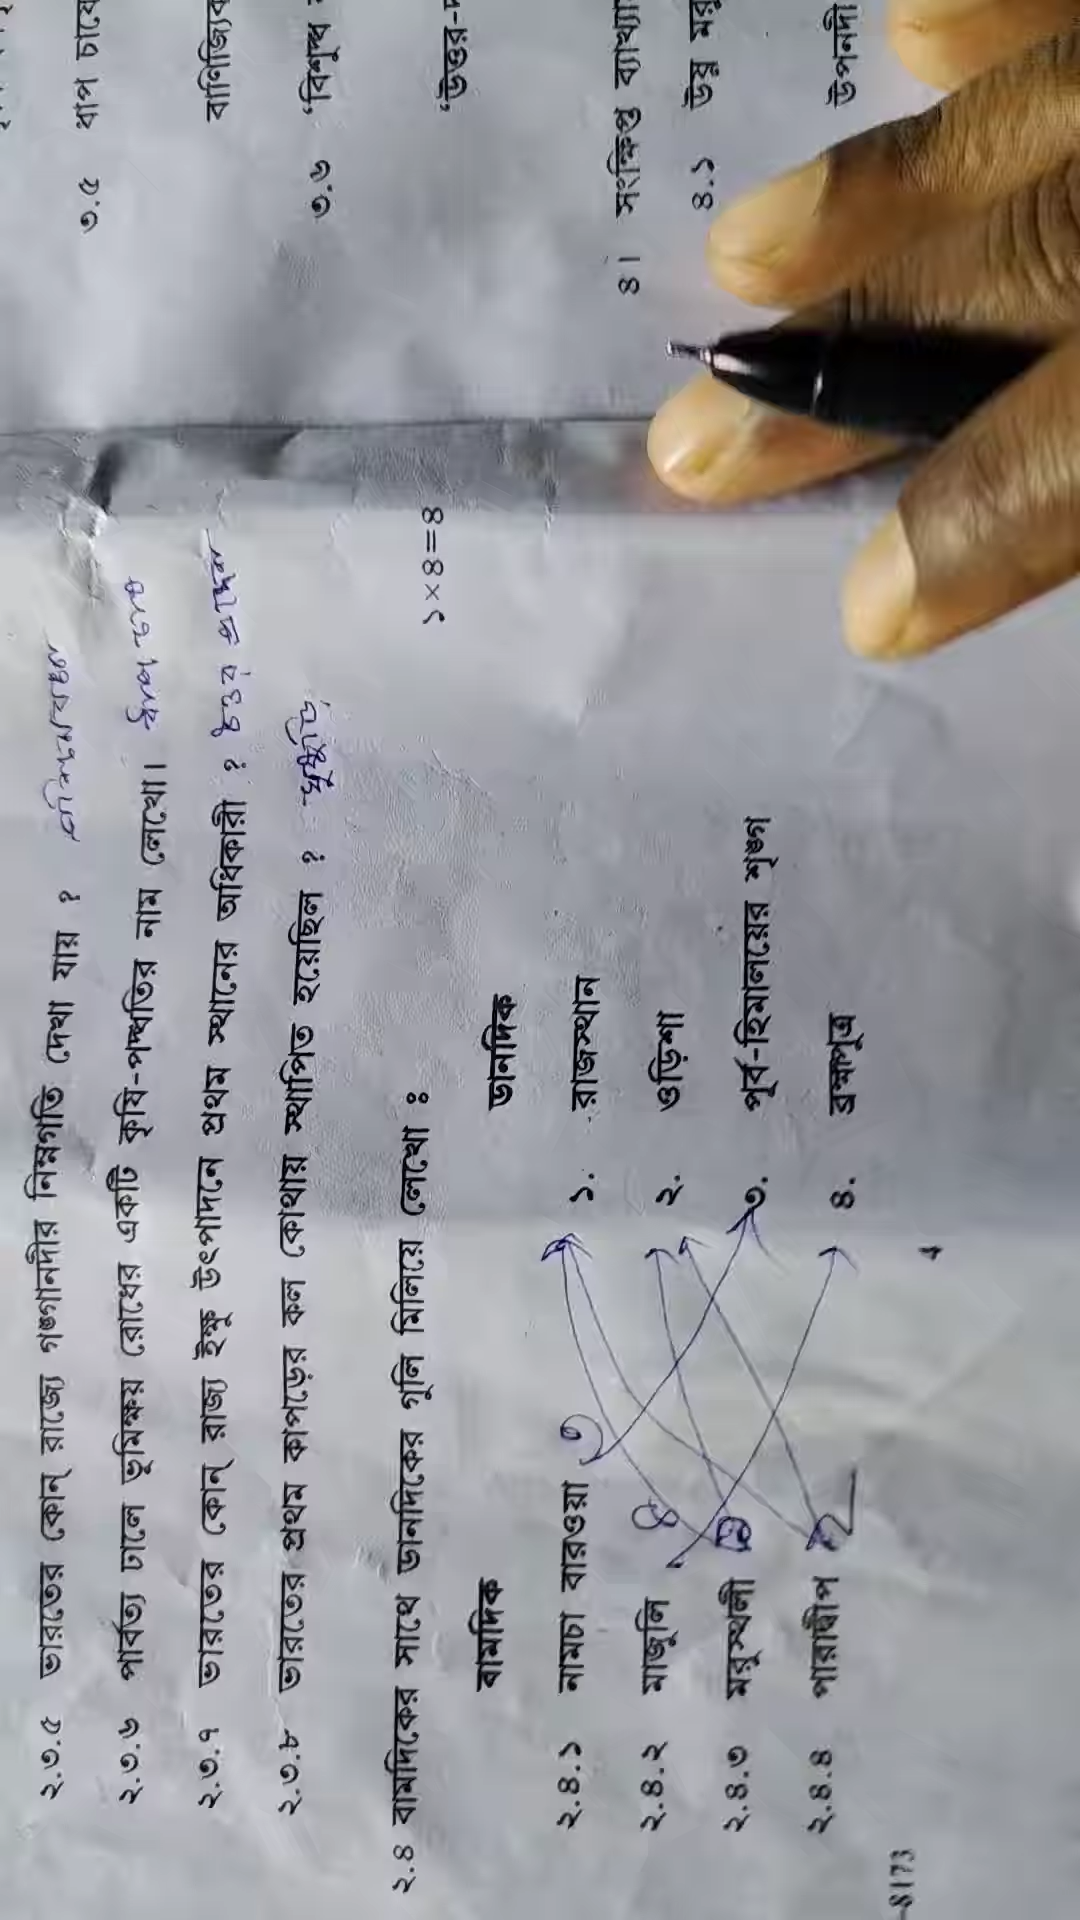 ২.৩.৫ ভারতের কোন্ রাজ্যে গঙ্গানদীর নিম্নগতি দেখা যায় ? পশ্চিমবঙ্গে
২.৩.৬ পার্বত্য ঢালে ভূমিক্ষয় রোধের একটি কৃষি-পদ্ধতির নাম লেখো।
২.৩.৭ ভারতের কোন্ রাজ্য ইক্ষু উৎপাদনে প্রথম স্থানের অধিকারী ? উত্তর প্রদেশ
২.৩.৮ ভারতের প্রথম কাপড়ের কল কোথায় স্থাপিত হয়েছিল ?
২.৪ বামদিকের সাথে ডানদিকের গুলি মিলিয়ে লেখো : ১×৪=৪
বামদিক ডানদিক
২.৪.১ নামচা বারওয়া ৩ ১. রাজস্থান
২.৪.২ মাজুলি ৪ ২. ওড়িশা
২.৪.৩ মরুস্থলী ৩. পূর্ব-হিমালয়ের শৃঙ্গ
২.৪.৪ পারাদ্বীপ ২ ৪. ব্রহ্মপুত্র
4
-8173
৩.৫ ধাপ চাষে
বাণিজ্যিক
৩.৬ 'বিশুদ্ধ
'উত্তর-দ
৪। সংক্ষিপ্ত ব্যাখ্যা
৪.১ উষ্ণ মরু
উপনদী